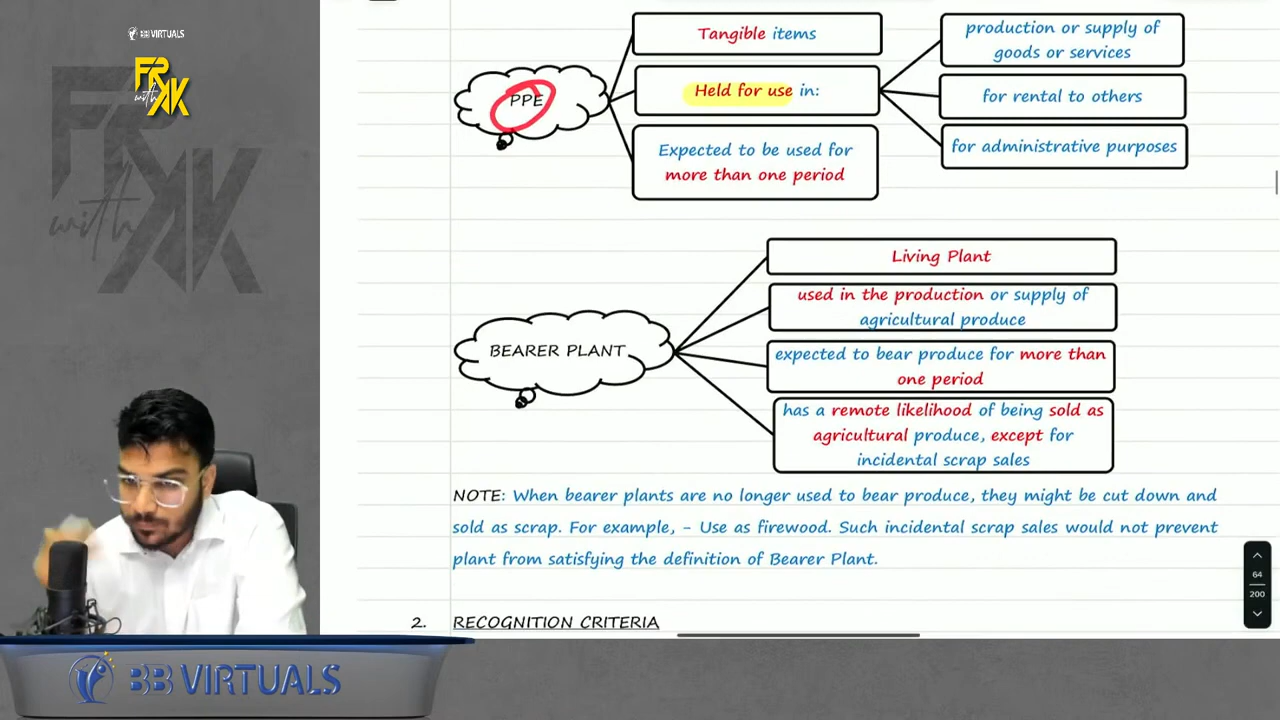 BB VIRTUALS
FR
with
AK
FR
with
AK
PPE
Tangible items
Held for use in:
Expected to be used for
more than one period
production or supply of
goods or services
for rental to others
for administrative purposes
BEARER PLANT
Living Plant
used in the production or supply of
agricultural produce
expected to bear produce for more than
one period
has a remote likelihood of being sold as
agricultural produce, except for
incidental scrap sales
NOTE: When bearer plants are no longer used to bear produce, they might be cut down and
sold as scrap. For example, - Use as firewood. Such incidental scrap sales would not prevent
plant from satisfying the definition of Bearer Plant.
2. RECOGNITION CRITERIA
64
200
BB VIRTUALS